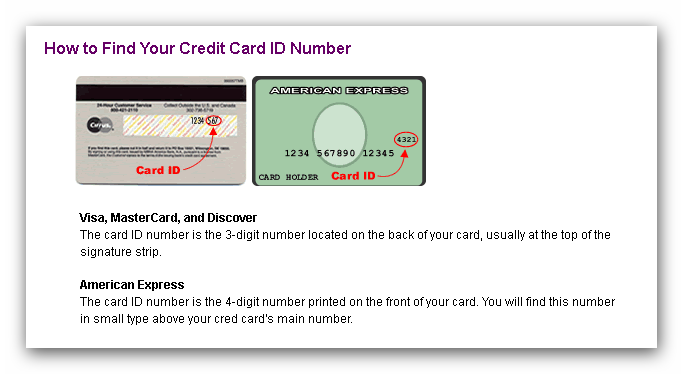 How to Find Your Credit Card ID Number
24-Hour Customer Service
800-421-2110
Collect Outside the U.S. and Canada
302-738-5719
Cirrus
1234 567
Card ID
AMERICAN EXPRESS
4321
1234 567890 12345
CARD HOLDER
Card ID
Visa, MasterCard, and Discover
The card ID number is the 3-digit number located on the back of your card, usually at the top of the
signature strip.
American Express
The card ID number is the 4-digit number printed on the front of your card. You will find this number
in small type above your cred card's main number.